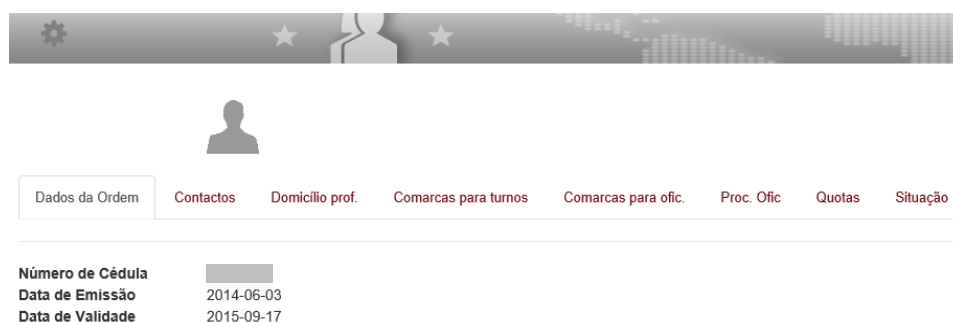 Dados da Ordem Contactos Domicílio prof. Comarcas para turnos Comarcas para ofic. Proc. Ofic Quotas Situação
Número de Cédula
Data de Emissão 2014-06-03
Data de Validade 2015-09-17